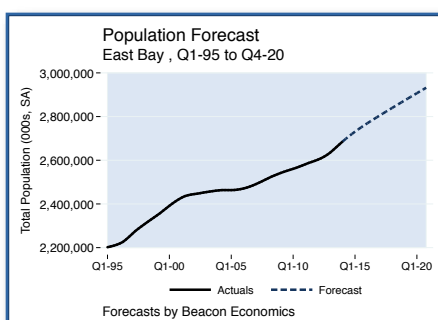 Population Forecast
East Bay , Q1-95 to Q4-20
Total Population (000s, SA)
3,000,000
2,800,000
2,600,000
2,400,000
2,200,000
Q1-95 Q1-00 Q1-05 Q1-10 Q1-15 Q1-20
Actuals Forecast
Forecasts by Beacon Economics